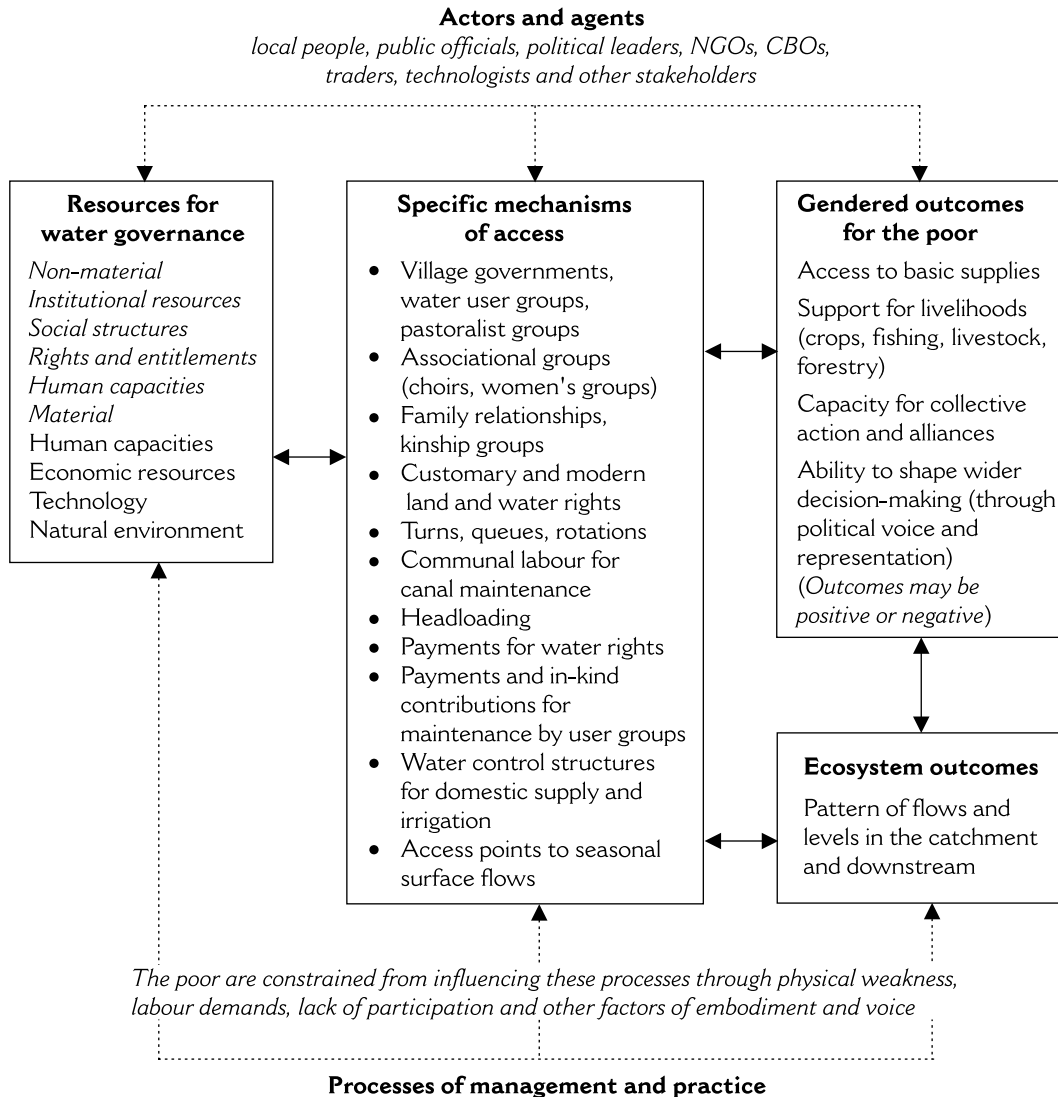 Actors and agents
local people, public officials, political leaders, NGOs, CBOs,
traders, technologists and other stakeholders
Resources for
water governance
Non-material
Institutional resources
Social structures
Rights and entitlements
Human capacities
Material
Human capacities
Economic resources
Technology
Natural environment
Specific mechanisms
of access
• Village governments,
water user groups,
pastoralist groups
• Associational groups
(choirs, women's groups)
• Family relationships,
kinship groups
• Customary and modern
land and water rights
• Turns, queues, rotations
• Communal labour for
canal maintenance
• Headloading
• Payments for water rights
• Payments and in-kind
contributions for
maintenance by user groups
• Water control structures
for domestic supply and
irrigation
• Access points to seasonal
surface flows
Gendered outcomes
for the poor
Access to basic supplies
Support for livelihoods
(crops, fishing, livestock,
forestry)
Capacity for collective
action and alliances
Ability to shape wider
decision-making (through
political voice and
representation)
(Outcomes may be
positive or negative)
Ecosystem outcomes
Pattern of flows and
levels in the catchment
and downstream
The poor are constrained from influencing these processes through physical weakness,
labour demands, lack of participation and other factors of embodiment and voice
Processes of management and practice